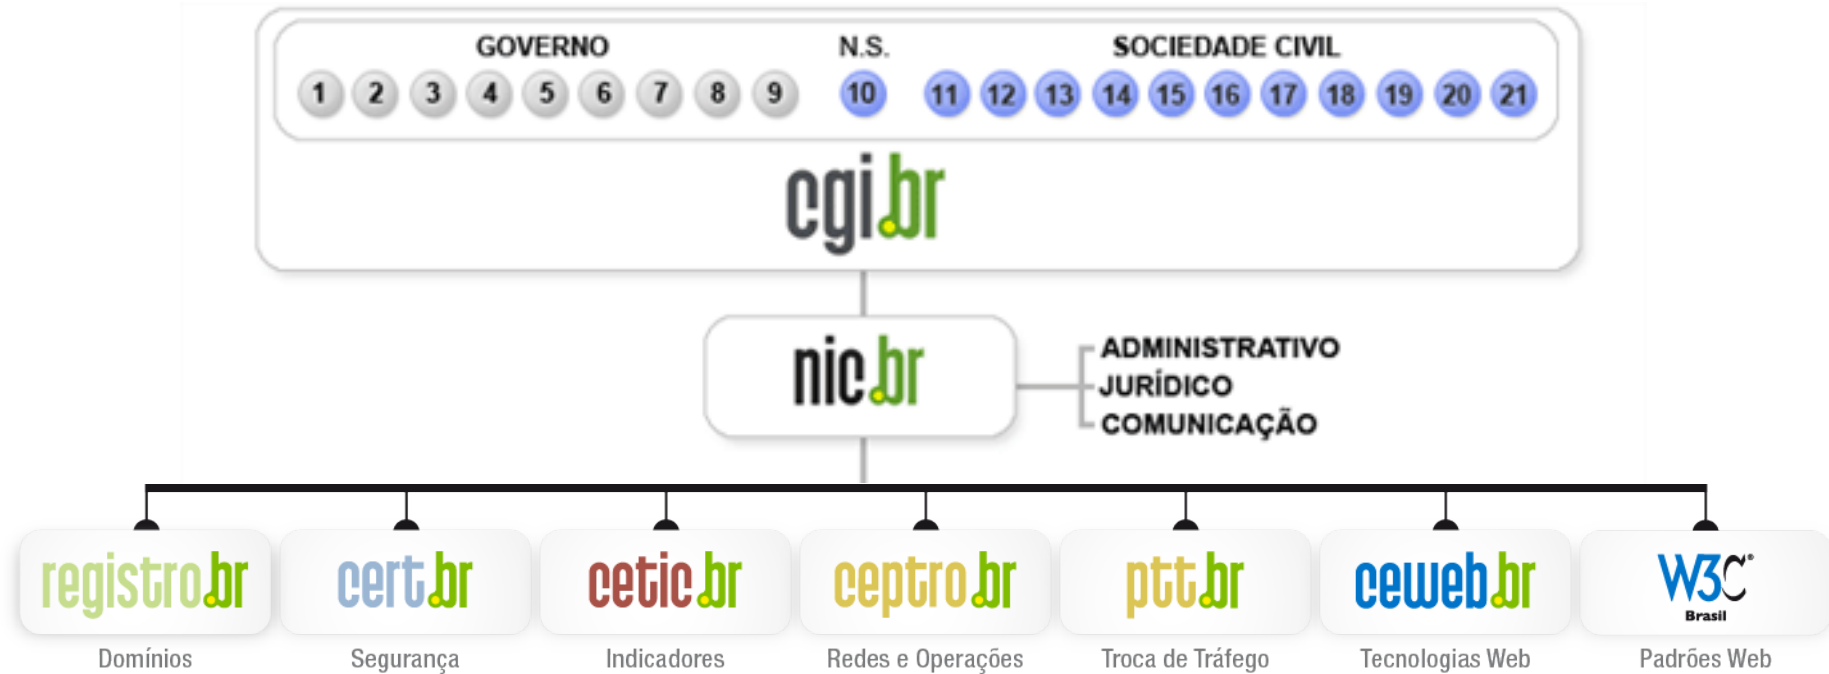 GOVERNO N.S. SOCIEDADE CIVIL
1 2 3 4 5 6 7 8 9 10 11 12 13 14 15 16 17 18 19 20 21
cgi.br
nic.br
ADMINISTRATIVO
JURÍDICO
COMUNICAÇÃO
registro.br cert.br cetic.br ceptro.br ptt.br ceweb.br W3C®
Brasil
Domínios Segurança Indicadores Redes e Operações Troca de Tráfego Tecnologias Web Padrões Web